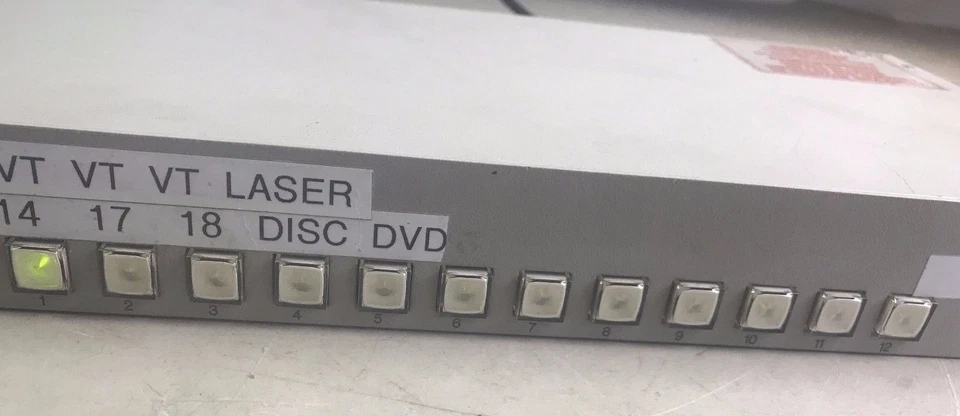 VT VT VT LASER
14 17 18 DISC DVD
1 2 3 4 5 6 7 8 9 10 11 12